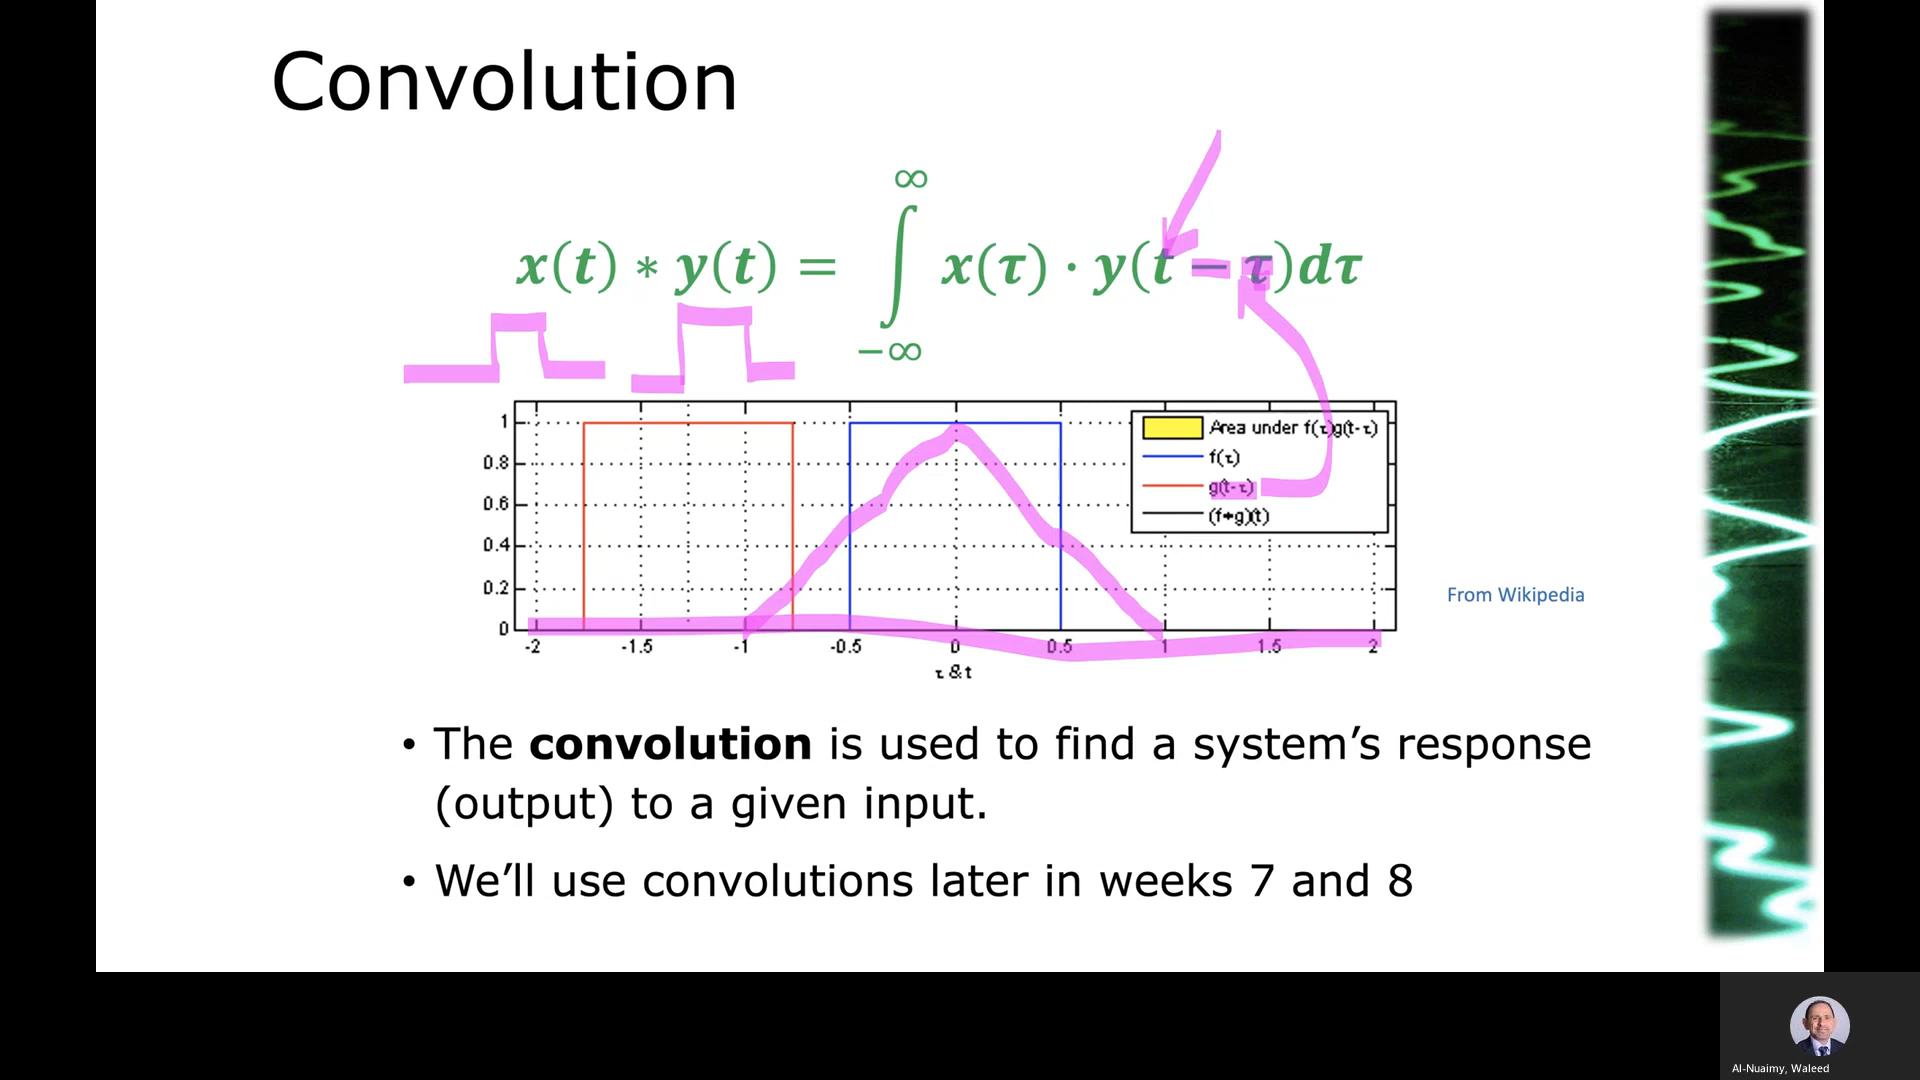 Convolution
∞
x(t) ∗ y(t) = ∫ x(τ) · y(t − τ)dτ
−∞
1
0.8
0.6
0.4
0.2
0
Area under f(τ)g(t-τ)
f(τ)
g(t-τ)
(f∗g)(t)
-2 -1.5 -1 -0.5 0 0.5 1 1.5 2
τ & t
From Wikipedia
• The convolution is used to find a system’s response
(output) to a given input.
• We’ll use convolutions later in weeks 7 and 8
Al-Nuaimy, Waleed